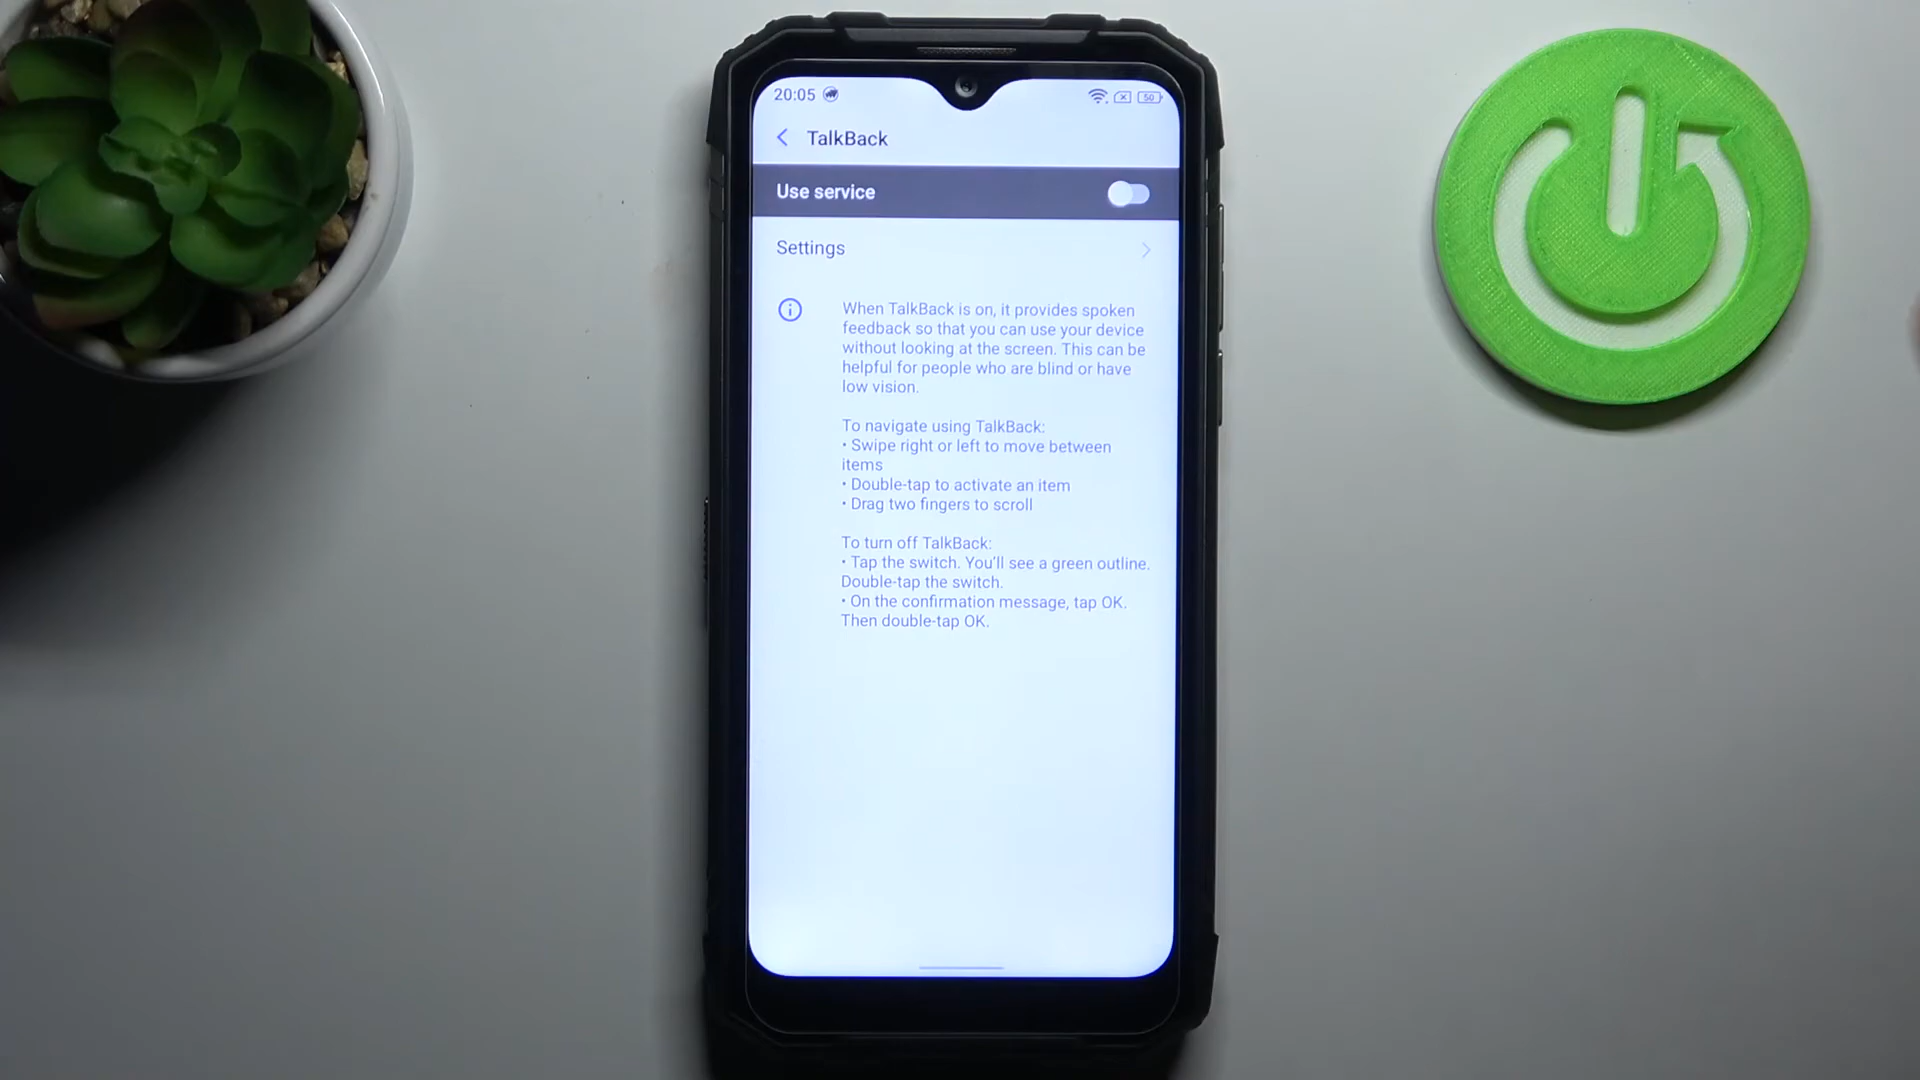 20:05
50
TalkBack
Use service
Settings
When TalkBack is on, it provides spoken
feedback so that you can use your device
without looking at the screen. This can be
helpful for people who are blind or have
low vision.
To navigate using TalkBack:
• Swipe right or left to move between
items
• Double-tap to activate an item
• Drag two fingers to scroll
To turn off TalkBack:
• Tap the switch. You'll see a green outline.
Double-tap the switch.
• On the confirmation message, tap OK.
Then double-tap OK.